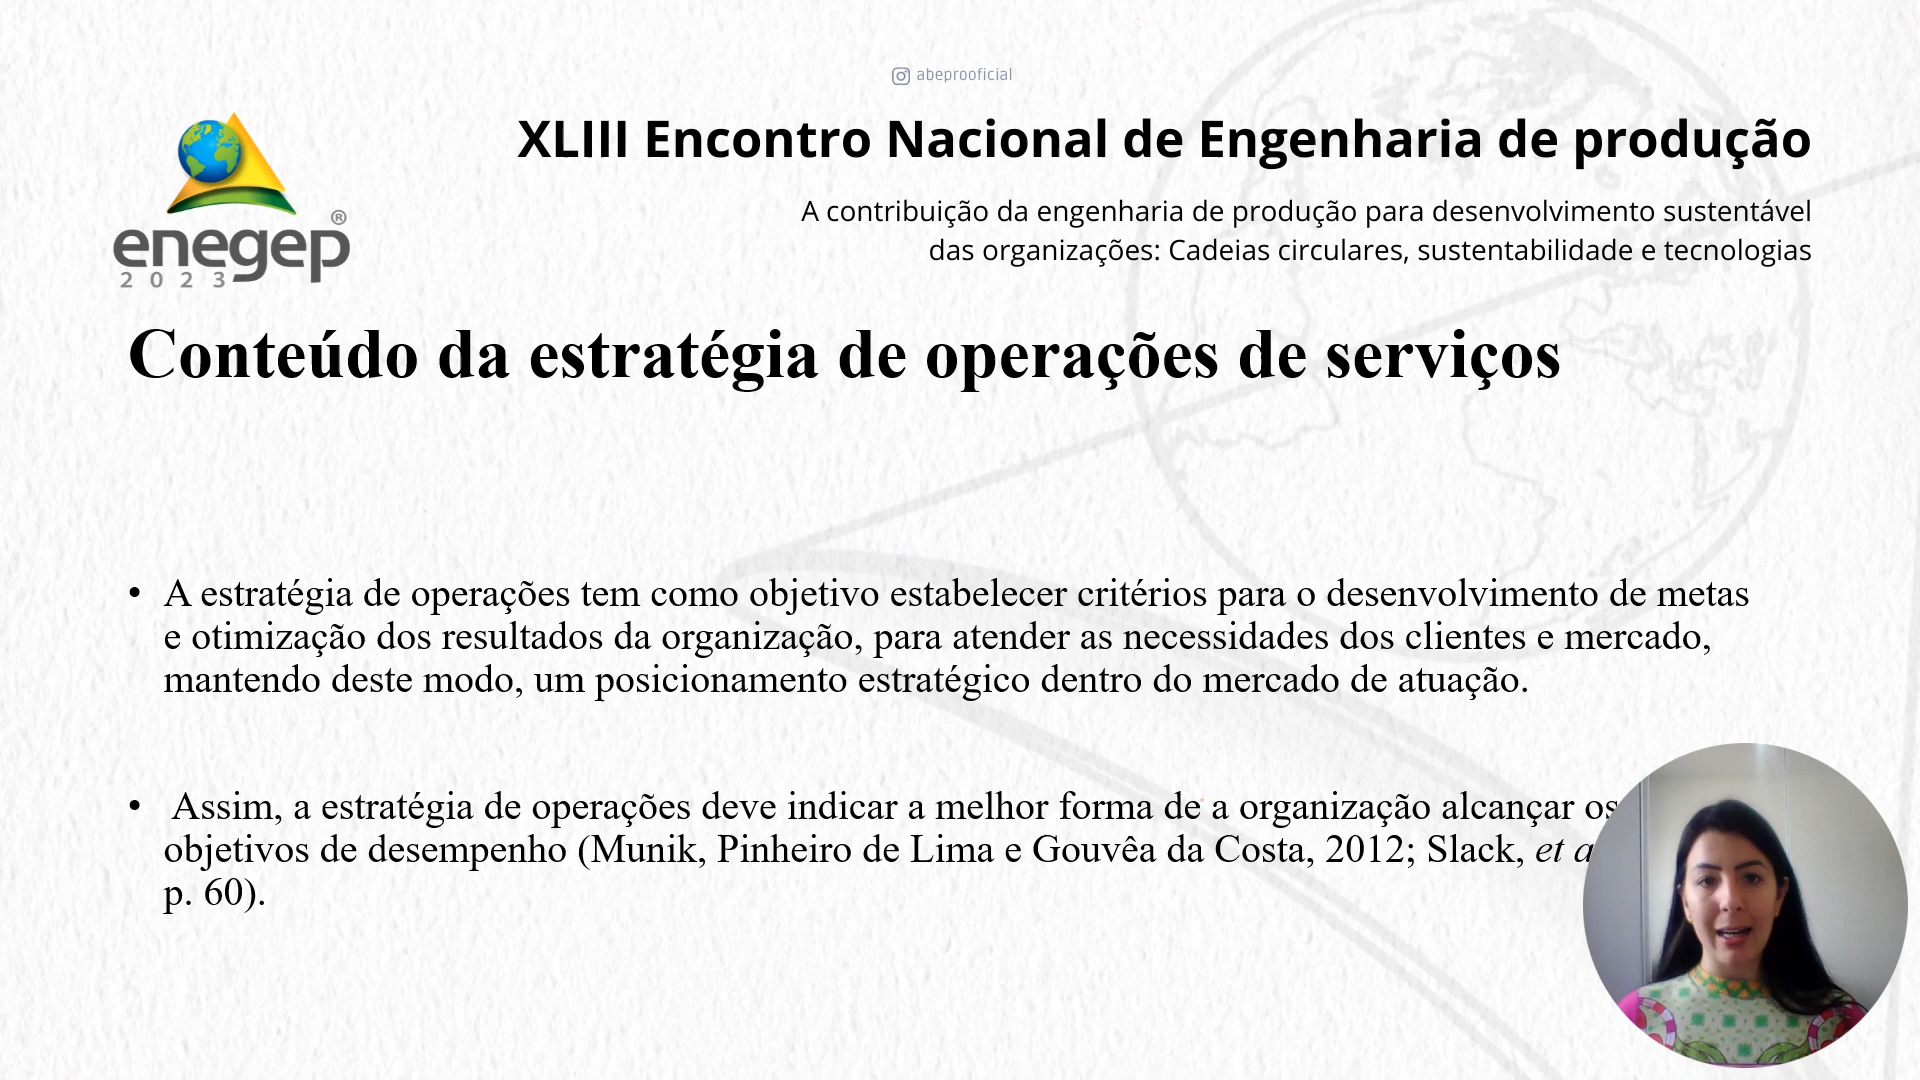 abeprooficial
XLIII Encontro Nacional de Engenharia de produção
A contribuição da engenharia de produção para desenvolvimento sustentável
das organizações: Cadeias circulares, sustentabilidade e tecnologias
enegep®
2023
Conteúdo da estratégia de operações de serviços
• A estratégia de operações tem como objetivo estabelecer critérios para o desenvolvimento de metas
e otimização dos resultados da organização, para atender as necessidades dos clientes e mercado,
mantendo deste modo, um posicionamento estratégico dentro do mercado de atuação.
• Assim, a estratégia de operações deve indicar a melhor forma de a organização alcançar os
objetivos de desempenho (Munik, Pinheiro de Lima e Gouvêa da Costa, 2012; Slack, et
p. 60).